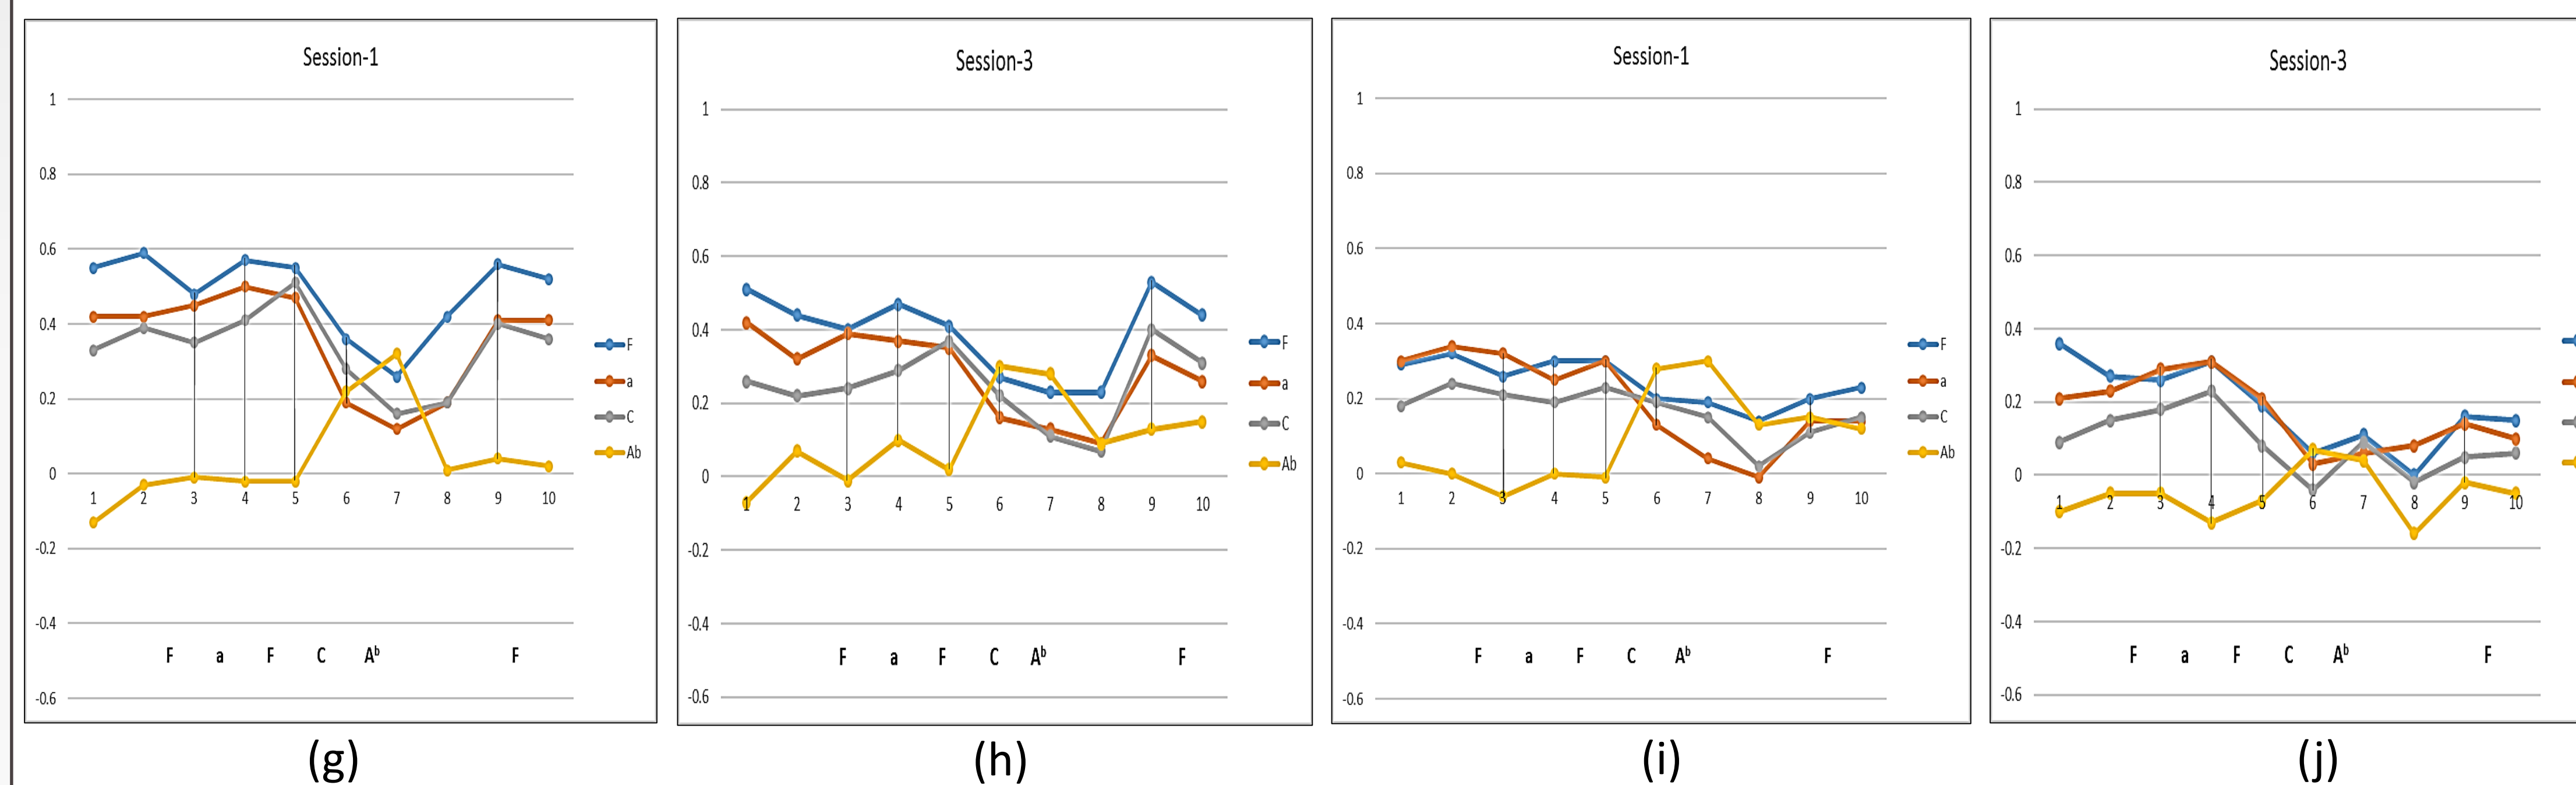 Session-1
1
0.8
0.6
0.4
0.2
0
-0.2
-0.4
-0.6
1 2 3 4 5 6 7 8 9 10
F
a
C
Ab
F a F C Aᵇ F
(g)
Session-3
1
0.8
0.6
0.4
0.2
0
-0.2
-0.4
-0.6
1 2 3 4 5 6 7 8 9 10
F
a
C
Ab
F a F C Aᵇ F
(h)
Session-1
1
0.8
0.6
0.4
0.2
0
-0.2
-0.4
-0.6
1 2 3 4 5 6 7 8 9 10
F
a
C
Ab
F a F C Aᵇ F
(i)
Session-3
1
0.8
0.6
0.4
0.2
0
-0.2
-0.4
-0.6
1 2 3 4 5 6 7 8 9 10
F a F C Aᵇ F
(j)